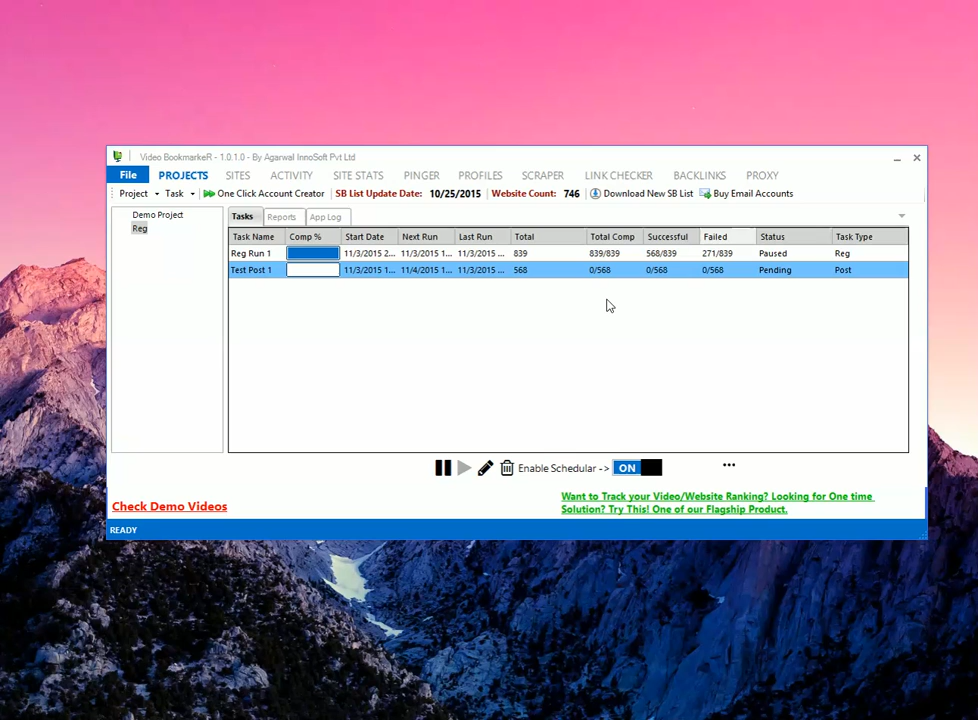 Video BookmarkeR - 1.0.1.0 - By Agarwal InnoSoft Pvt Ltd
File PROJECTS SITES ACTIVITY SITE STATS PINGER PROFILES SCRAPER LINK CHECKER BACKLINKS PROXY
Project Task One Click Account Creator SB List Update Date: 10/25/2015 Website Count: 746 Download New SB List Buy Email Accounts
Demo Project
Reg
Tasks Reports App Log
Task Name Comp % Start Date Next Run Last Run Total Total Comp Successful Failed Status Task Type
Reg Run 1 11/3/2015 2... 11/3/2015 1... 11/3/2015 ... 839 839/839 568/839 271/839 Paused Reg
Test Post 1 11/3/2015 1... 11/4/2015 1... 11/3/2015 ... 568 0/568 0/568 0/568 Pending Post
Enable Schedular -> ON ...
Check Demo Videos
Want to Track your Video/Website Ranking? Looking for One time
Solution? Try This! One of our Flagship Product.
READY